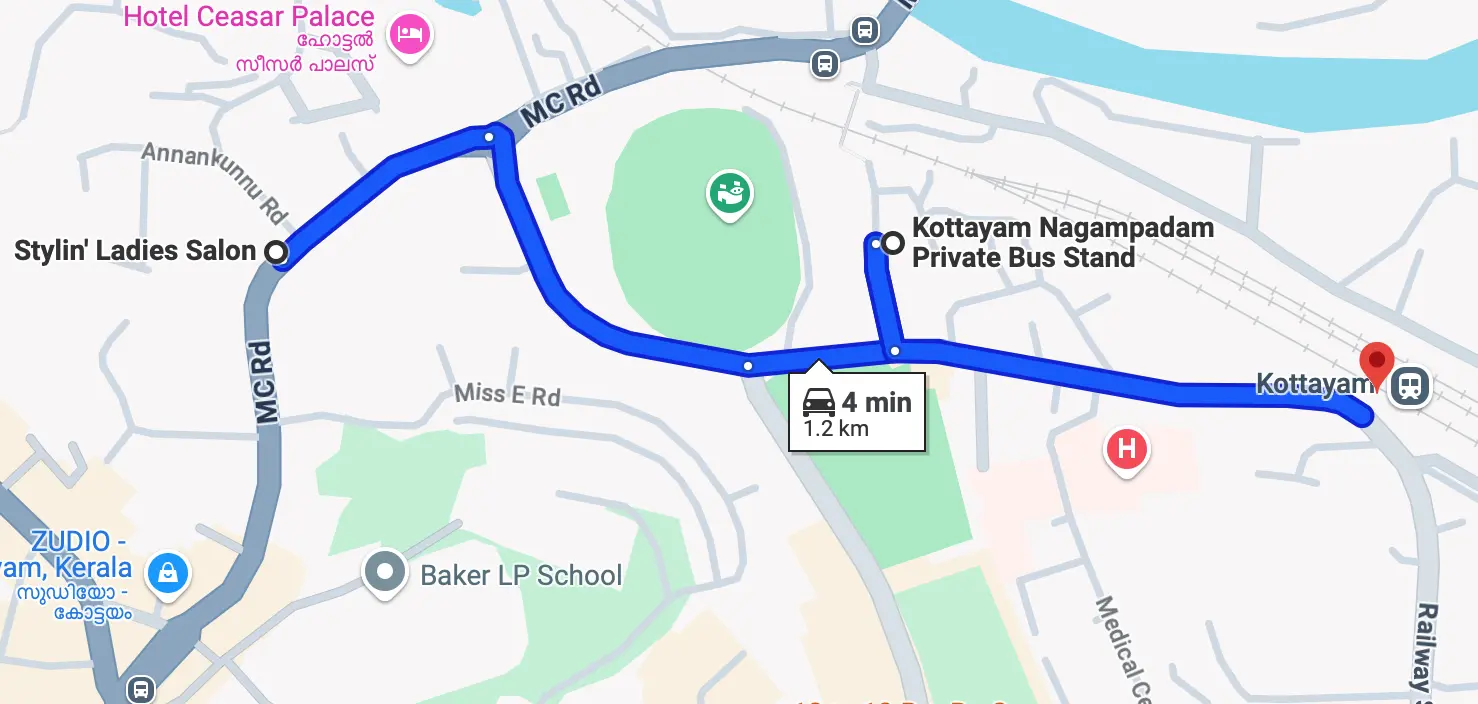 Hotel Ceasar Palace
ഹോട്ടൽ
സീസർ പാലസ്
MC Rd
Annankunnu Rd
Stylin' Ladies Salon
Kottayam Nagampadam
Private Bus Stand
MC Rd
Miss E Rd
4 min
1.2 km
Kottayam
H
ZUDIO -
yam, Kerala
സുഡിയോ -
കോട്ടയം
Baker LP School
Medical Ce
Railway S